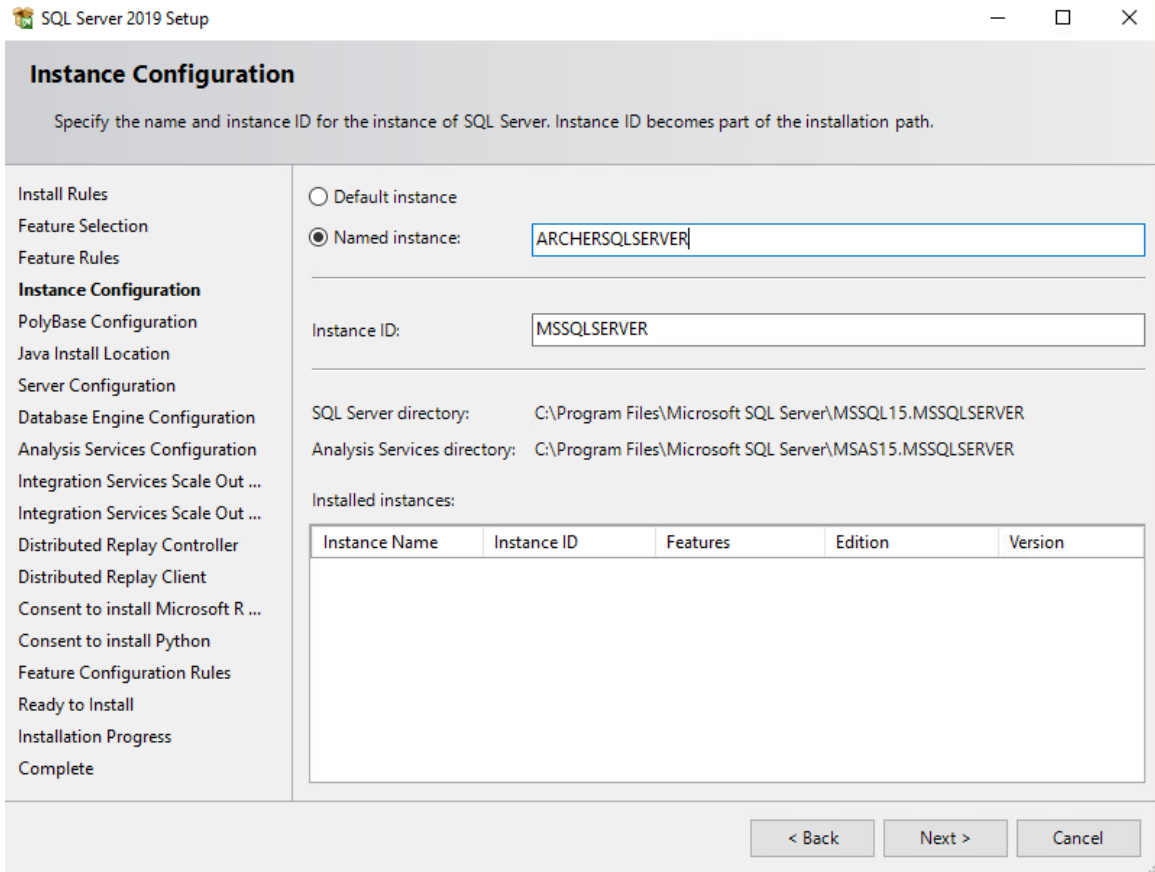 SQL Server 2019 Setup
Instance Configuration
Specify the name and instance ID for the instance of SQL Server. Instance ID becomes part of the installation path.
Install Rules
Feature Selection
Feature Rules
Instance Configuration
PolyBase Configuration
Java Install Location
Server Configuration
Database Engine Configuration
Analysis Services Configuration
Integration Services Scale Out ...
Integration Services Scale Out ...
Distributed Replay Controller
Distributed Replay Client
Consent to install Microsoft R ...
Consent to install Python
Feature Configuration Rules
Ready to Install
Installation Progress
Complete
Default instance
Named instance: ARCHERSQLSERVER
Instance ID: MSSQLSERVER
SQL Server directory: C:\Program Files\Microsoft SQL Server\MSSQL15.MSSQLSERVER
Analysis Services directory: C:\Program Files\Microsoft SQL Server\MSAS15.MSSQLSERVER
Installed instances:
Instance Name Instance ID Features Edition Version
< Back Next > Cancel